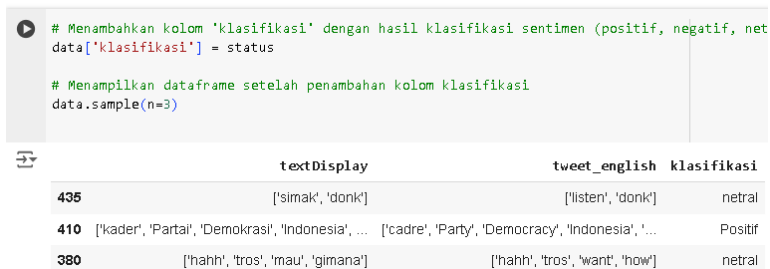 # Menambahkan kolom 'klasifikasi' dengan hasil klasifikasi sentimen (positif, negatif, net
data['klasifikasi'] = status
# Menampilkan dataframe setelah penambahan kolom klasifikasi
data.sample(n=3)
textDisplay tweet_english klasifikasi
435 ['simak', 'donk'] ['listen', 'donk'] netral
410 ['kader', 'Partai', 'Demokrasi', 'Indonesia', ... ['cadre', 'Party', 'Democracy', 'Indonesia', '... Positif
380 ['hahh', 'tros', 'mau', 'gimana'] ['hahh', 'tros', 'want', 'how'] netral